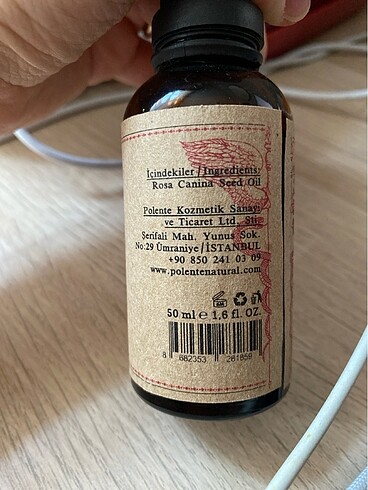 İçindekiler / Ingredients:
Rosa Canina Seed Oil
Polente Kozmetik Sanayi
ve Ticaret Ltd. Şti.
Şerifali Mah. Yunus Sok.
No:29 Ümraniye / İSTANBUL
+90 850 241 03 09
www.polentenatural.com
50 ml ℮ 1,6 fl. OZ.
8 682353 261859